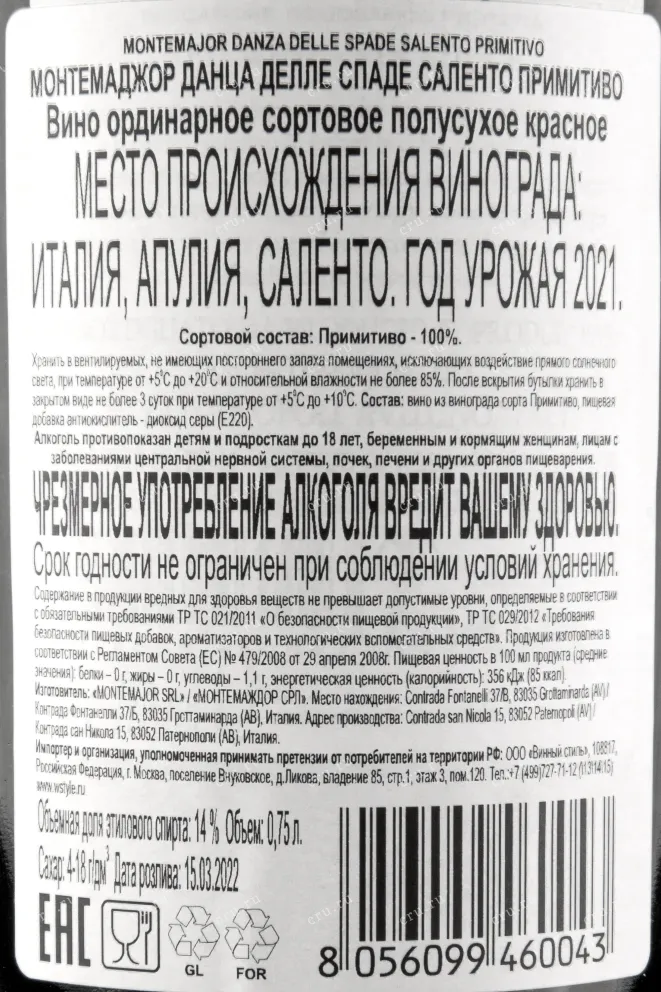 MONTEMAJOR DANZA DELLE SPADE SALENTO PRIMITIVO
МОНТЕМАДЖОР ДАНЦА ДЕЛЛЕ СПАДЕ САЛЕНТО ПРИМИТИВО
Вино ординарное сортовое полусухое красное
МЕСТО ПРОИСХОЖДЕНИЯ ВИНОГРАДА:
ИТАЛИЯ, АПУЛИЯ, САЛЕНТО. ГОД УРОЖАЯ 2021.
Сортовой состав: Примитиво - 100%.
Хранить в вентилируемых, не имеющих постороннего запаха помещениях, исключающих воздействие прямого солнечного
света, при температуре от +5°С до +20°С и относительной влажности не более 85%. После вскрытия бутылки хранить в
закрытом виде не более 3 суток при температуре от +5°С до +10°С. Состав: вино из винограда сорта Примитиво, пищевая
добавка антиокислитель - диоксид серы (Е220).
Алкоголь противопоказан детям и подросткам до 18 лет, беременным и кормящим женщинам, лицам с
заболеваниями центральной нервной системы, почек, печени и других органов пищеварения.
ЧРЕЗМЕРНОЕ УПОТРЕБЛЕНИЕ АЛКОГОЛЯ ВРЕДИТ ВАШЕМУ ЗДОРОВЬЮ.
Срок годности не ограничен при соблюдении условий хранения.
Содержание в продукции вредных для здоровья веществ не превышает допустимые уровни, определяемые в соответствии
с обязательными требованиями ТР ТС 021/2011 «О безопасности пищевой продукции», ТР ТС 029/2012 «Требования
безопасности пищевых добавок, ароматизаторов и технологических вспомогательных средств». Продукция изготовлена в
соответствии с Регламентом Совета (ЕС) № 479/2008 от 29 апреля 2008г. Пищевая ценность в 100 мл продукта (средние
значения): белки – 0 г, жиры – 0 г, углеводы – 1,1 г, энергетическая ценность (калорийность): 356 кДж (85 ккал).
Изготовитель: «MONTEMAJOR SRL» / «МОНТЕМАЖДОР СРЛ». Место нахождения: Contrada Fontanelli 37/B, 83035 Grottaminarda (AV)/
Контрада Фонтанелли 37/Б, 83035 Гроттаминарда (АВ), Италия. Адрес производства: Contrada san Nicola 15, 83052 Paternopoli (AV)/
Контрада сан Никола 15, 83052 Патернополи (АВ), Италия.
Импортер и организация, уполномоченная принимать претензии от потребителей на территории РФ: ООО «Винный стиль», 108817,
Российская Федерация, г. Москва, поселение Внуковское, д.Ликова, владение 85, стр.1, этаж 3, пом.120. Тел.:+7 (499)727-71-12 (113\114\15)
www.wstyle.ru
Объемная доля этилового спирта: 14 % Объем: 0,75 л.
Сахар: 4-18 г/дм³ Дата розлива: 15.03.2022
EAC
GL
FOR
8 056099 460043